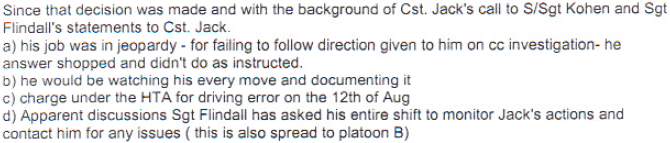 Since that decision was made and with the background of Cst. Jack's call to S/Sgt Kohen and Sgt
Flindall's statements to Cst. Jack.
a) his job was in jeopardy - for failing to follow direction given to him on cc investigation- he
answer shopped and didn't do as instructed.
b) he would be watching his every move and documenting it
c) charge under the HTA for driving error on the 12th of Aug
d) Apparent discussions Sgt Flindall has asked his entire shift to monitor Jack's actions and
contact him for any issues ( this is also spread to platoon B)